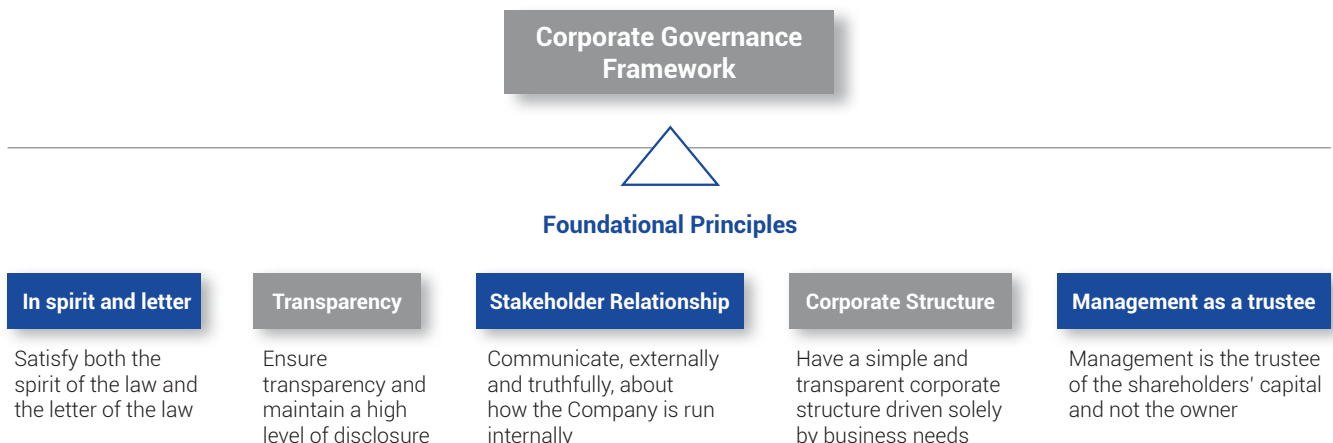 Corporate Governance
Framework
Foundational Principles
In spirit and letter
Satisfy both the
spirit of the law and
the letter of the law
Transparency
Ensure
transparency and
maintain a high
level of disclosure
Stakeholder Relationship
Communicate, externally
and truthfully, about
how the Company is run
internally
Corporate Structure
Have a simple and
transparent corporate
structure driven solely
by business needs
Management as a trustee
Management is the trustee
of the shareholders' capital
and not the owner